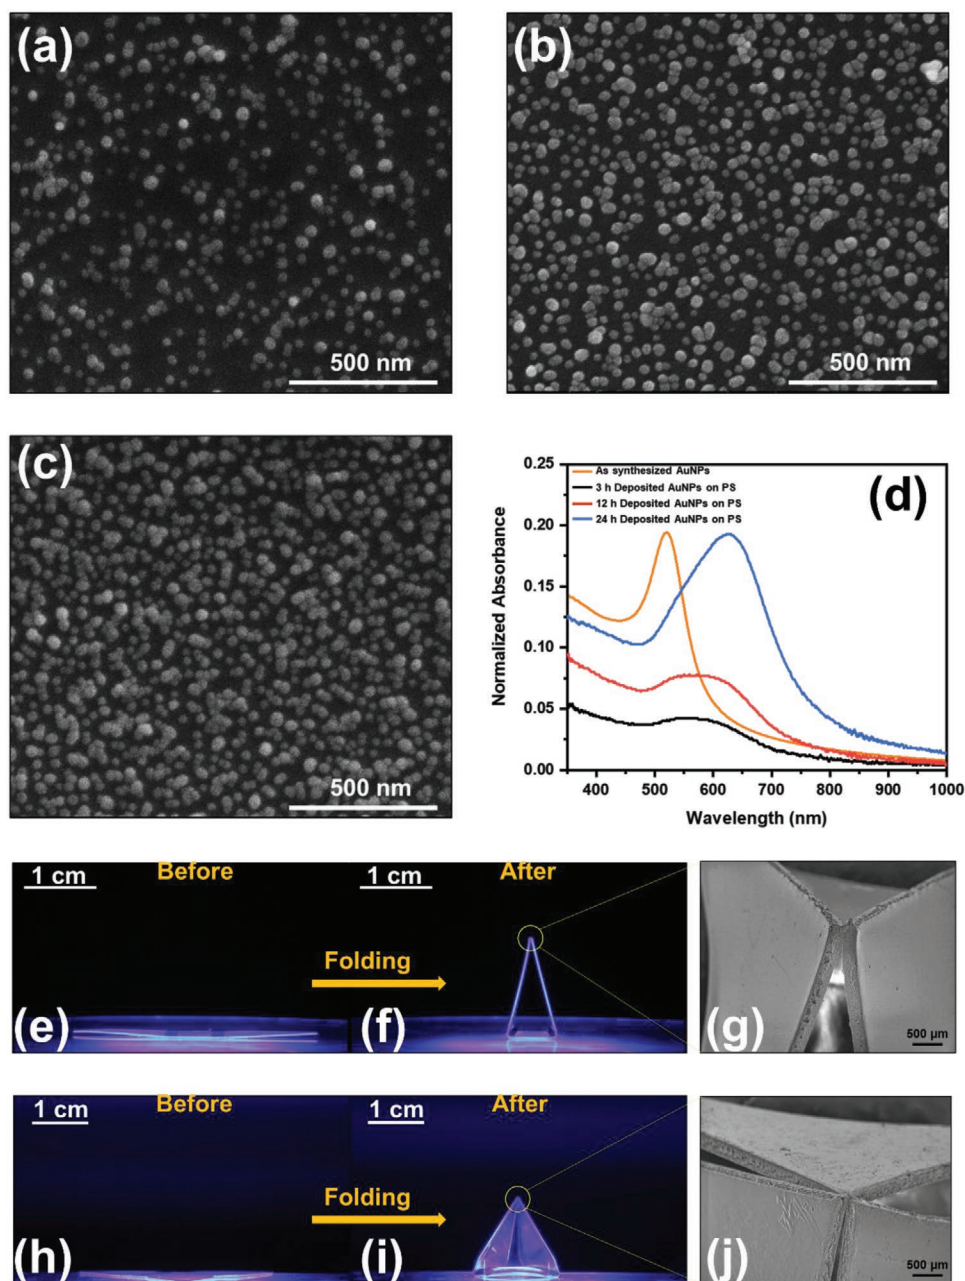 (a)
500 nm
(b)
500 nm
(c)
500 nm
(d)
As synthesized AuNPs
3 h Deposited AuNPs on PS
12 h Deposited AuNPs on PS
24 h Deposited AuNPs on PS
0.25
0.20
0.15
0.10
0.05
0.00
Normalized Absorbance
400 500 600 700 800 900 1000
Wavelength (nm)
1 cm
Before
Folding
(e)
1 cm
After
(f)
(g)
500 µm
1 cm
Before
Folding
(h)
1 cm
After
(i)
(j)
500 µm